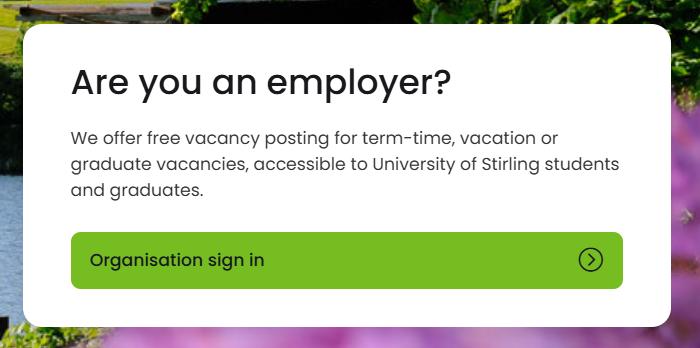 Are you an employer?
We offer free vacancy posting for term-time, vacation or
graduate vacancies, accessible to University of Stirling students
and graduates.
Organisation sign in